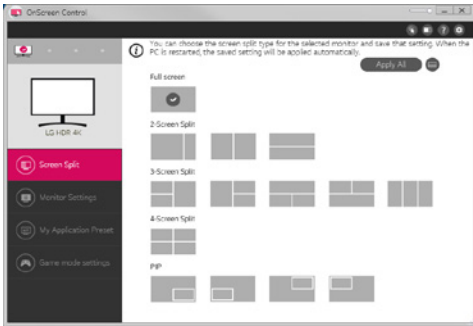 OnScreen Control
You can choose the screen split type for the selected monitor and save that setting. When the
PC is restarted, the saved setting will be applied automatically.
Apply All
Full screen
LG HDR 4K
2-Screen Split
Screen Split
3-Screen Split
Monitor Settings
My Application Preset
4-Screen Split
Game mode settings
PIP